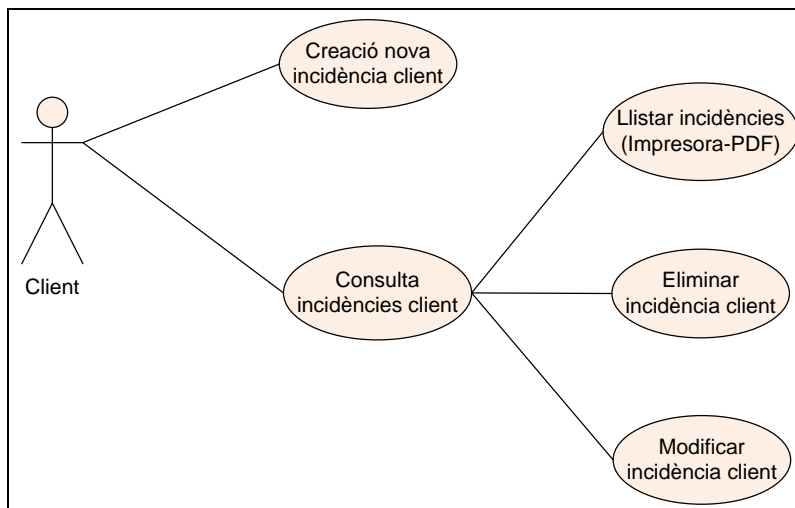 Creació nova
incidència client
Llistar incidències
(Impresora-PDF)
Client
Consulta
incidències client
Eliminar
incidència client
Modificar
incidència client